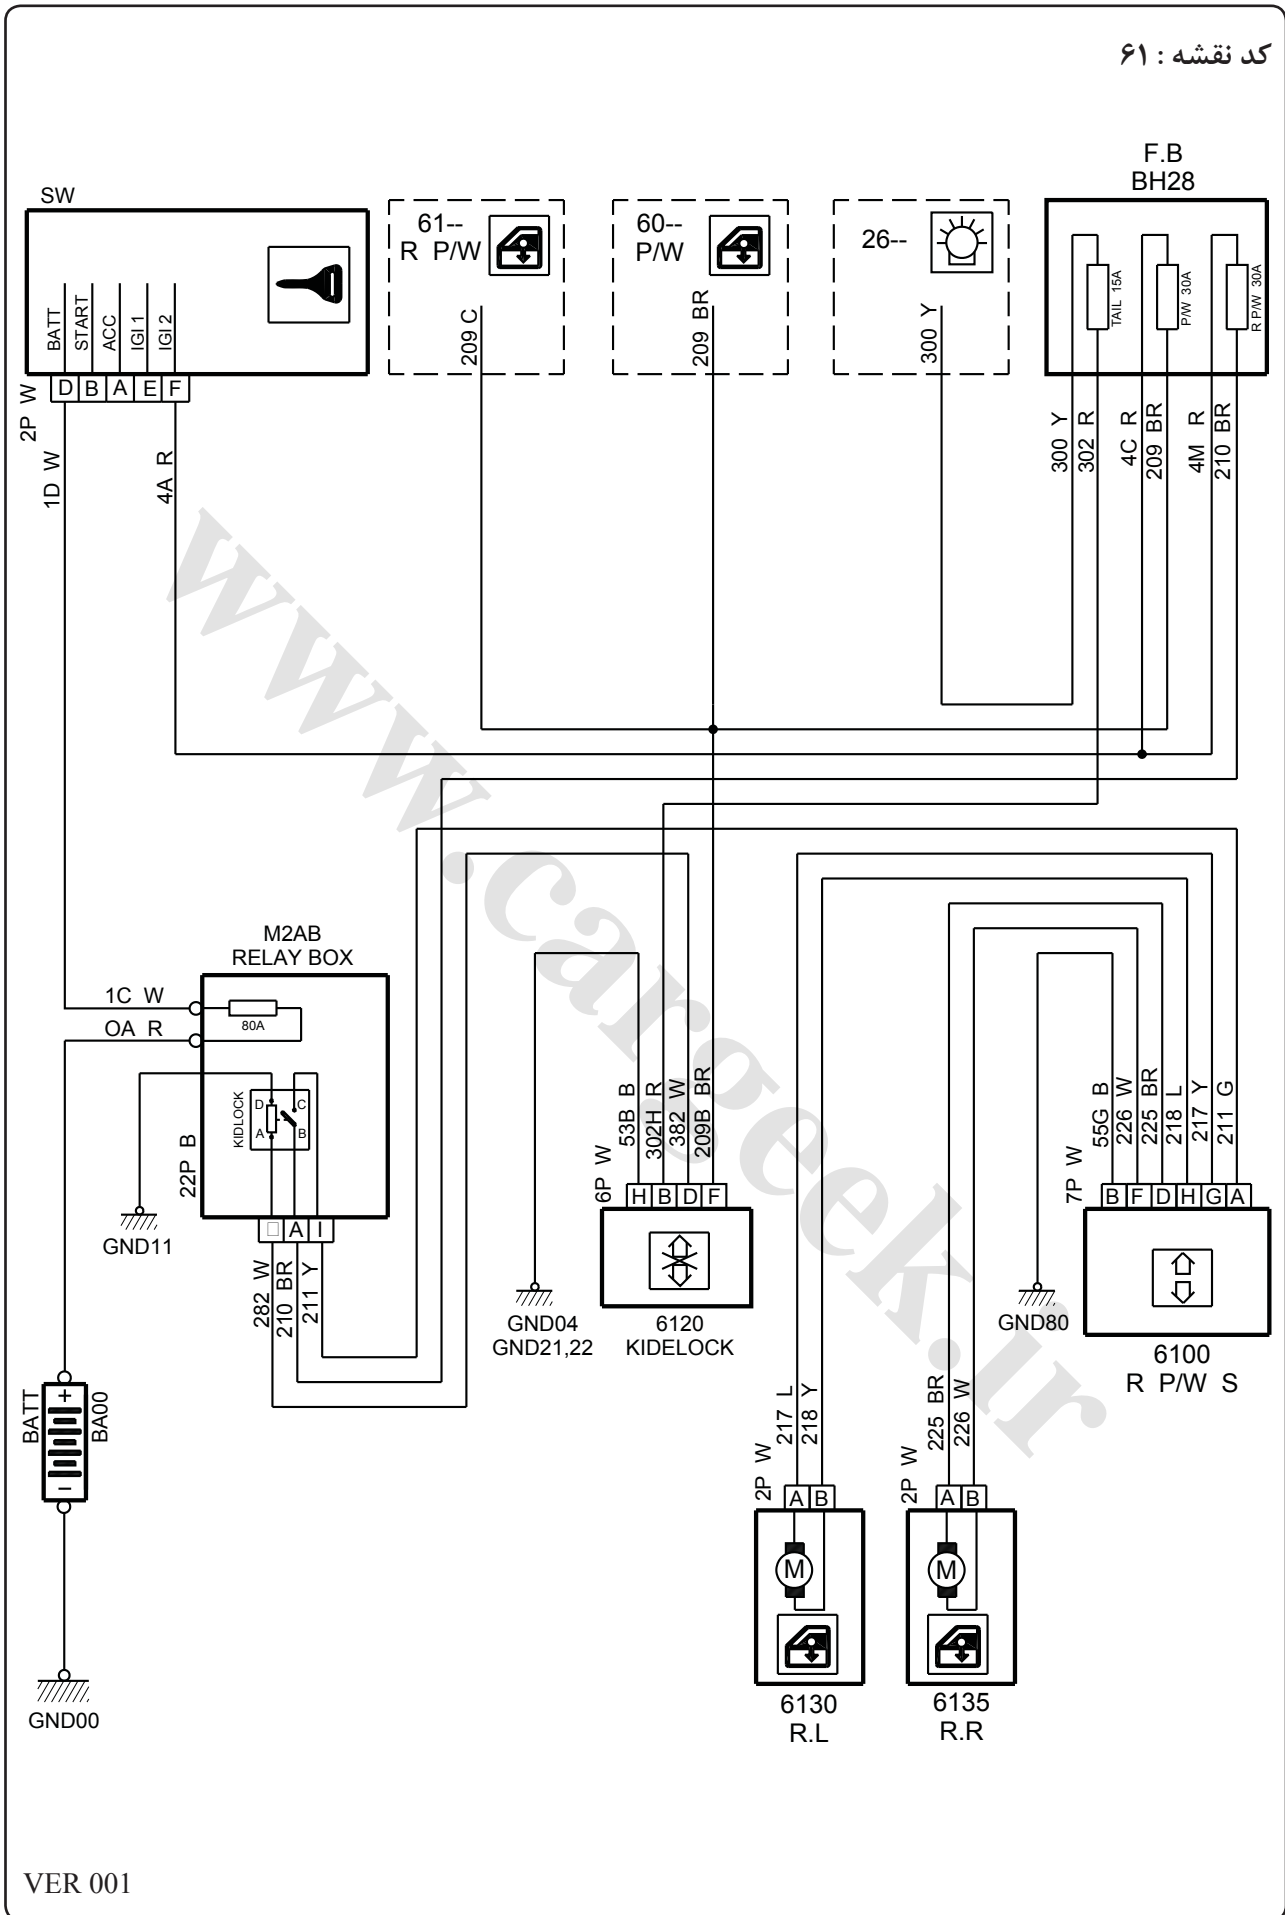 کد نقشه : ۶۱
F.B
BH28
SW
61--
R P/W
60--
P/W
26--
BATT
START
ACC
IGI 1
IGI 2
209 C
209 BR
300 Y
TAIL 15A
P/W 30A
R P/W 30A
D B A E F
2P W
1D W
4A R
300 Y
302 R
4C R
209 BR
4M R
210 BR
www.cargeek.ir
M2AB
RELAY BOX
1C W
80A
OA R
KIDLOCK
D
C
A
B
22P B
GND11
A I
282 W
210 BR
211 Y
53B B
302H R
382 W
209B BR
6P W
H B D F
GND04
GND21,22
6120
KIDELOCK
55G B
226 W
225 BR
218 L
217 Y
211 G
7P W
B F D H G A
GND80
6100
R P/W S
BATT
+
−
BA00
GND00
217 L
218 Y
2P W
A B
M
6130
R.L
225 BR
226 W
2P W
A B
M
6135
R.R
VER 001